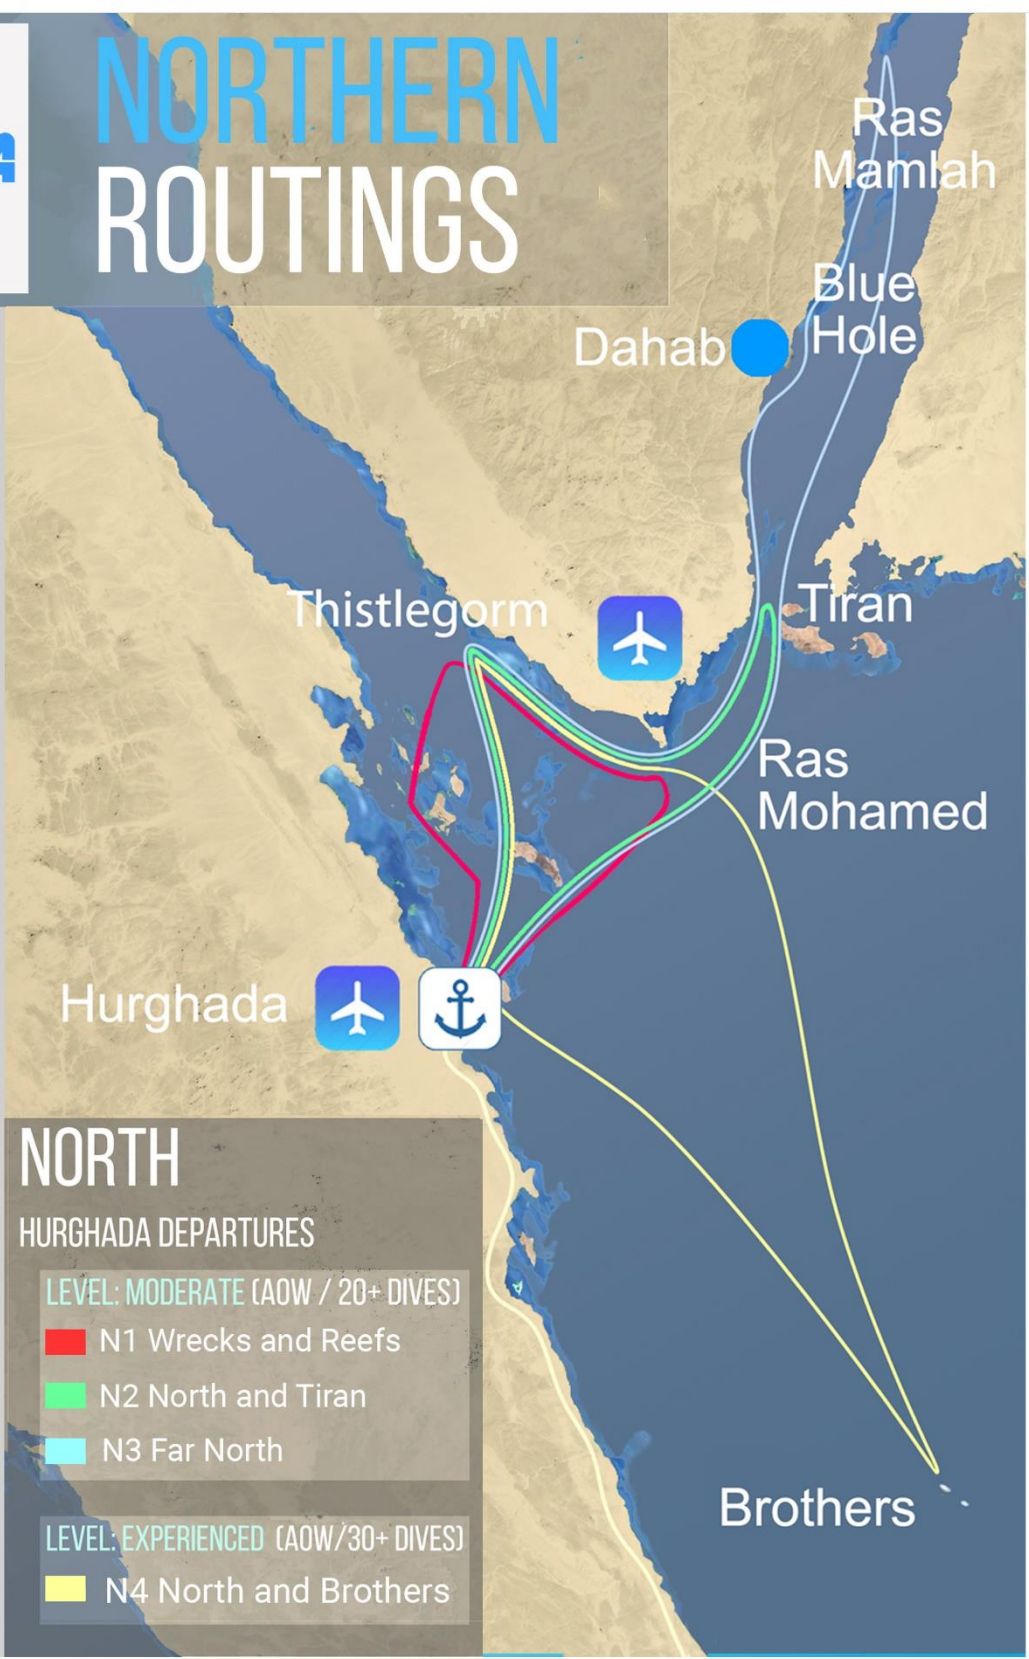 NORTHERN
ROUTINGS
Ras
Mamlah
Blue
Hole
Dahab
Thistlegorm
Tiran
Ras
Mohamed
Hurghada
NORTH
HURGHADA DEPARTURES
LEVEL: MODERATE (AOW / 20+ DIVES)
N1 Wrecks and Reefs
N2 North and Tiran
N3 Far North
LEVEL: EXPERIENCED (AOW/30+ DIVES)
N4 North and Brothers
Brothers